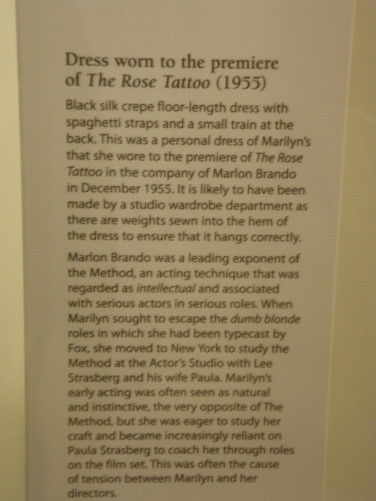 Dress worn to the premiere
of The Rose Tattoo (1955)
Black silk crepe floor-length dress with
spaghetti straps and a small train at the
back. This was a personal dress of Marilyn's
that she wore to the premiere of The Rose
Tattoo in the company of Marlon Brando
in December 1955. It is likely to have been
made by a studio wardrobe department as
there are weights sewn into the hem of
the dress to ensure that it hangs correctly.
Marlon Brando was a leading exponent of
the Method, an acting technique that was
regarded as intellectual and associated
with serious actors in serious roles. When
Marilyn sought to escape the dumb blonde
roles in which she had been typecast by
Fox, she moved to New York to study the
Method at the Actor's Studio with Lee
Strasberg and his wife Paula. Marilyn's
early acting was often seen as natural
and instinctive, the very opposite of The
Method, but she was eager to study her
craft and became increasingly reliant on
Paula Strasberg to coach her through roles
on the film set. This was often the cause
of tension between Marilyn and her
directors.